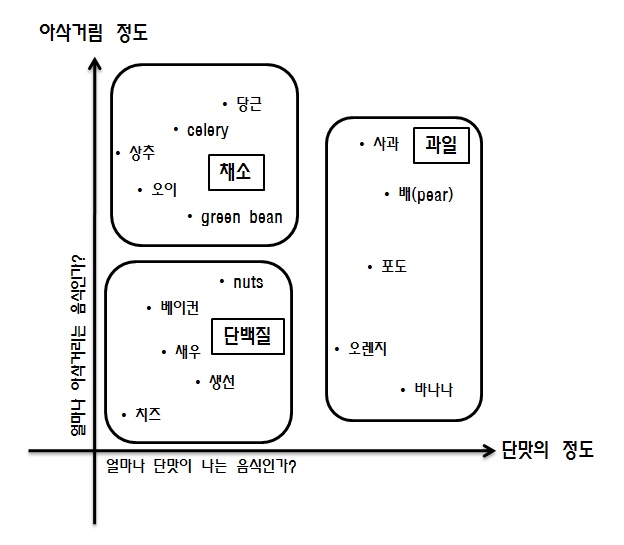 아삭거림 정도
당근
celery
상추
채소
오이
green bean
사과
과일
배(pear)
포도
오렌지
바나나
nuts
베이컨
단백질
새우
생선
치즈
얼마나 아삭거리는 음식인가?
얼마나 단맛이 나는 음식인가?
단맛의 정도